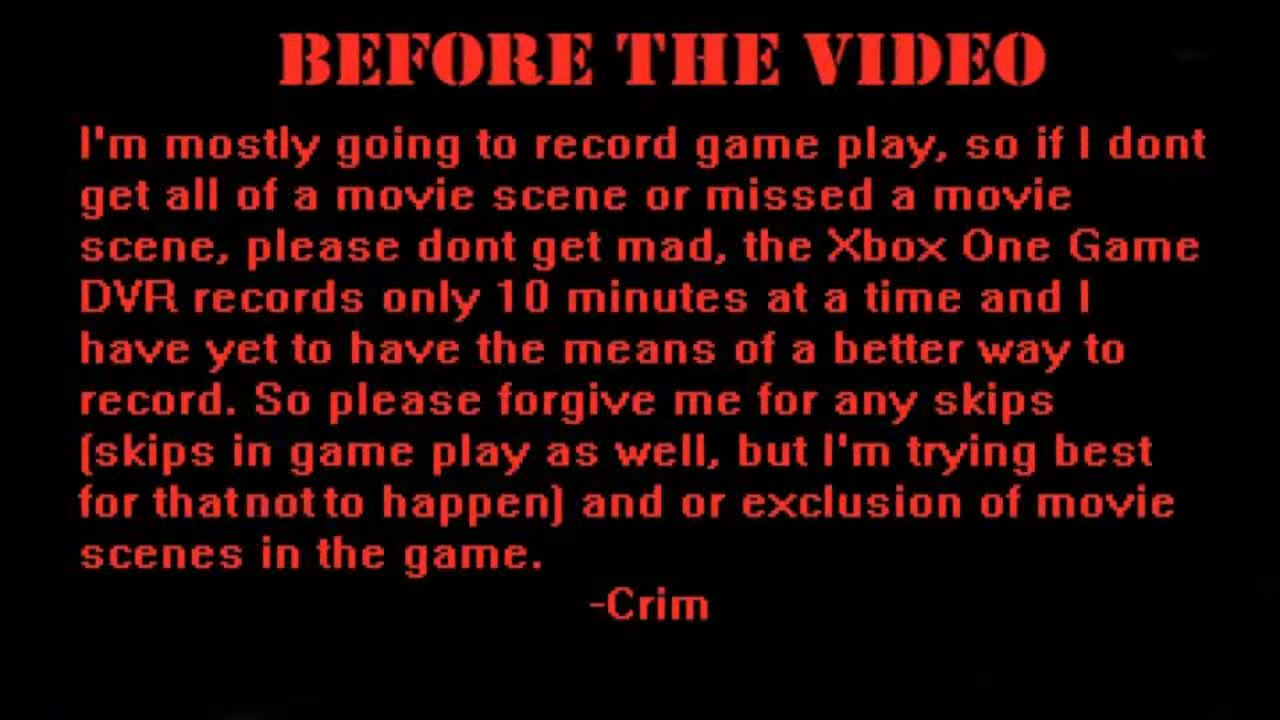 BEFORE THE VIDEO
I'm mostly going to record game play, so if I dont
get all of a movie scene or missed a movie
scene, please dont get mad, the Xbox One Game
DVR records only 10 minutes at a time and I
have yet to have the means of a better way to
record. So please forgive me for any skips
(skips in game play as well, but I'm trying best
for that not to happen) and or exclusion of movie
scenes in the game.
-Crim